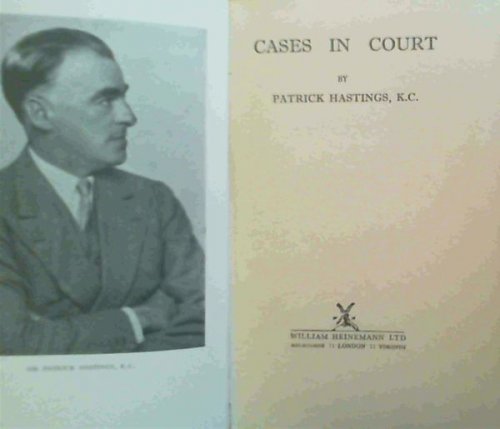 SIR PATRICK HASTINGS, K.C.
CASES IN COURT
BY
PATRICK HASTINGS, K.C.
WILLIAM HEINEMANN LTD
MELBOURNE :: LONDON :: TORONTO